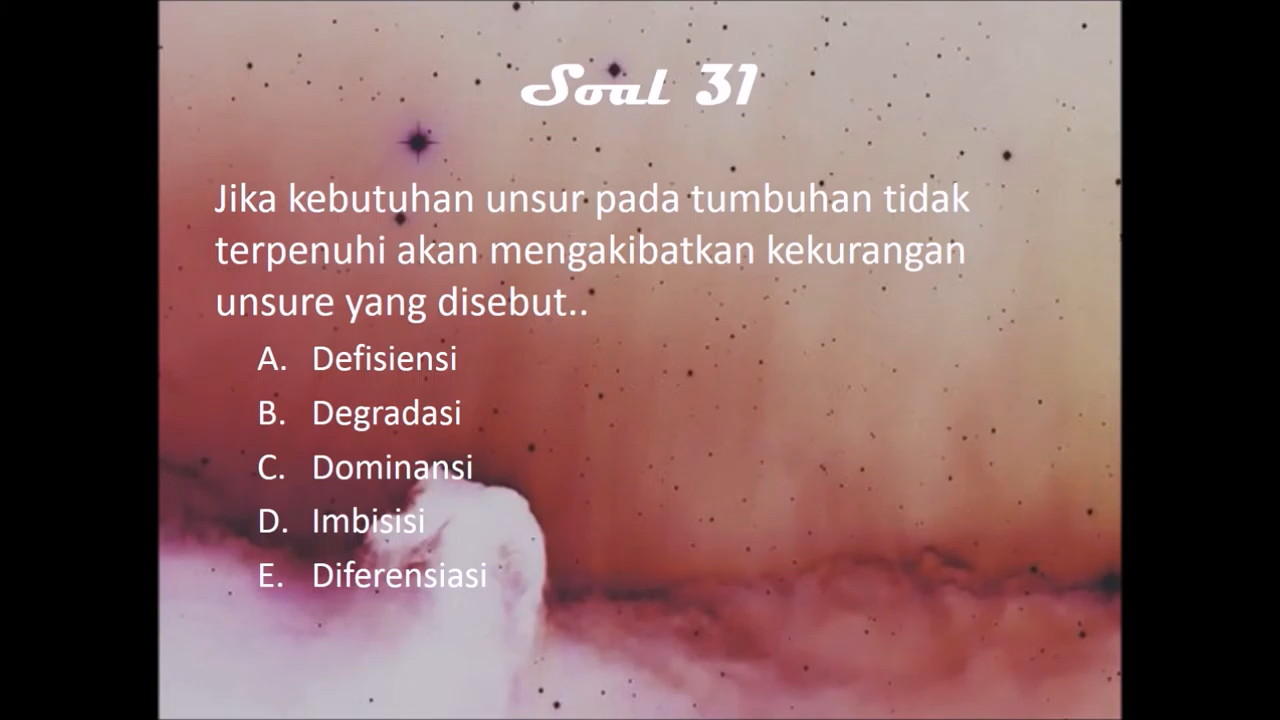 Soal 31
Jika kebutuhan unsur pada tumbuhan tidak
terpenuhi akan mengakibatkan kekurangan
unsure yang disebut..
A. Defisiensi
B. Degradasi
C. Dominansi
D. Imbisisi
E. Diferensiasi